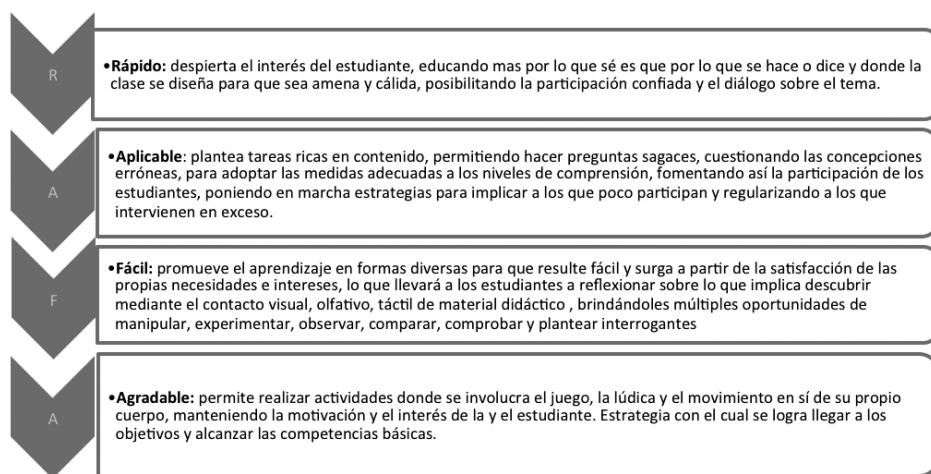 R
•Rápido: despierta el interés del estudiante, educando mas por lo que sé es que por lo que se hace o dice y donde la
clase se diseña para que sea amena y cálida, posibilitando la participación confiada y el diálogo sobre el tema.
A
•Aplicable: plantea tareas ricas en contenido, permitiendo hacer preguntas sagaces, cuestionando las concepciones
erróneas, para adoptar las medidas adecuadas a los niveles de comprensión, fomentando así la participación de los
estudiantes, poniendo en marcha estrategias para implicar a los que poco participan y regularizando a los que
intervienen en exceso.
F
•Fácil: promueve el aprendizaje en formas diversas para que resulte fácil y surga a partir de la satisfacción de las
propias necesidades e intereses, lo que llevará a los estudiantes a reflexionar sobre lo que implica descubrir
mediante el contacto visual, olfativo, táctil de material didáctico , brindándoles múltiples oportunidades de
manipular, experimentar, observar, comparar, comprobar y plantear interrogantes
A
•Agradable: permite realizar actividades donde se involucra el juego, la lúdica y el movimiento en sí de su propio
cuerpo, manteniendo la motivación y el interés de la y el estudiante. Estrategia con el cual se logra llegar a los
objetivos y alcanzar las competencias básicas.